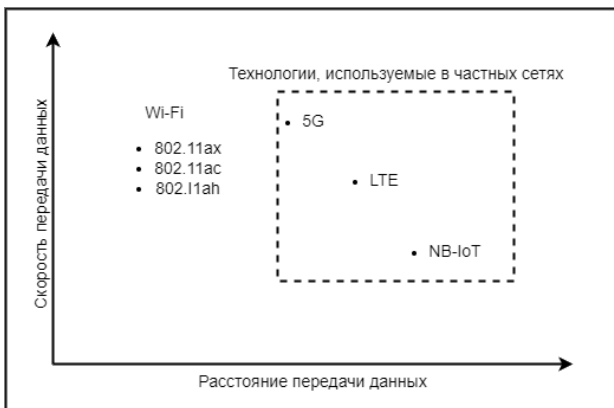 Технологии, используемые в частных сетях
Wi-Fi
5G
802.11ax
802.11ac
802.I1ah
LTE
NB-IoT
Скорость передачи данных
Расстояние передачи данных